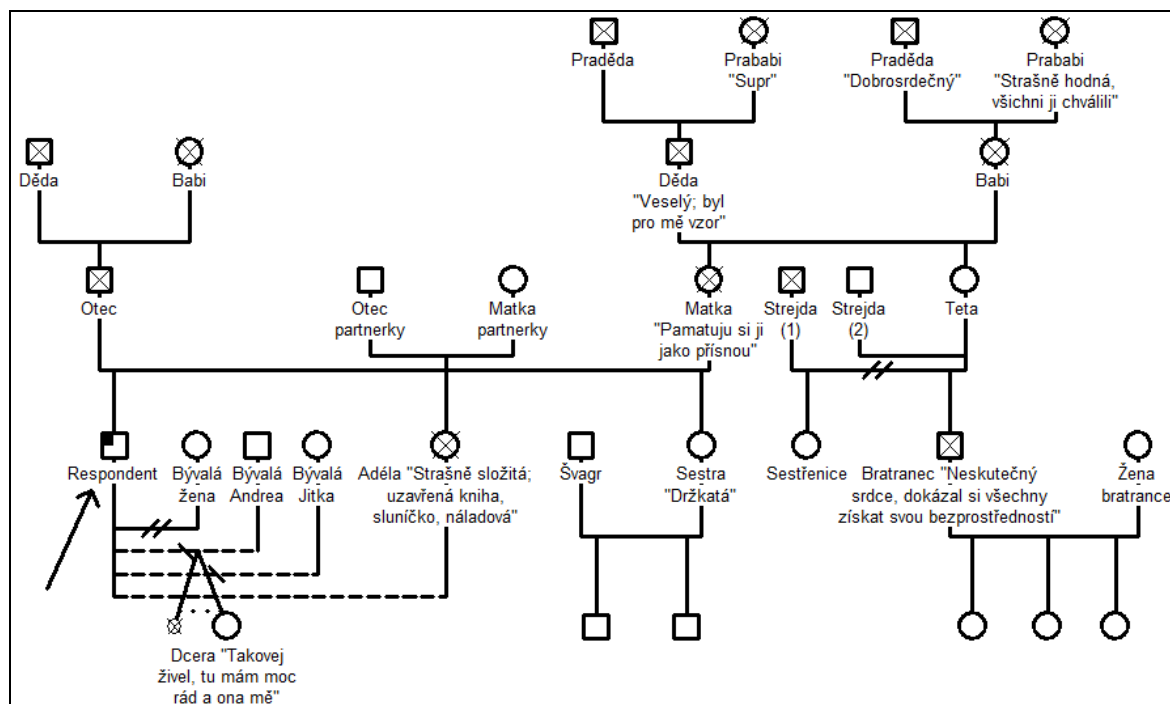 Praděda
Prababi
"Supr"
Praděda
"Dobrosrdečný"
Prababi
"Strašně hodná,
všichni ji chválili"
Děda
Babi
Děda
"Veselý; byl
pro mě vzor"
Babi
Otec
Otec
partnerky
Matka
partnerky
Matka
"Pamatuju si ji
jako přísnou"
Strejda
(1)
Strejda
(2)
Teta
Respondent
Bývalá
žena
Bývalá
Andrea
Bývalá
Jitka
Adéla "Strašně složitá;
uzavřená kniha,
sluníčko, náladová"
Švagr
Sestra
"Držkatá"
Sestřenice
Bratranec "Neskutečný
srdce, dokázal si všechny
získat svou bezprostředností"
Žena
bratrance
Dcera "Takovej
živel, tu mám moc
rád a ona mě"